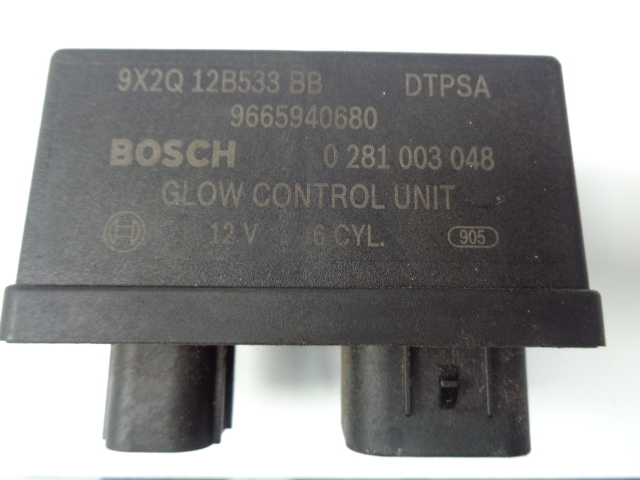 9X2Q 12B533 BB DTPSA
9665940680
BOSCH 0 281 003 048
GLOW CONTROL UNIT
12 V 6 CYL. 905